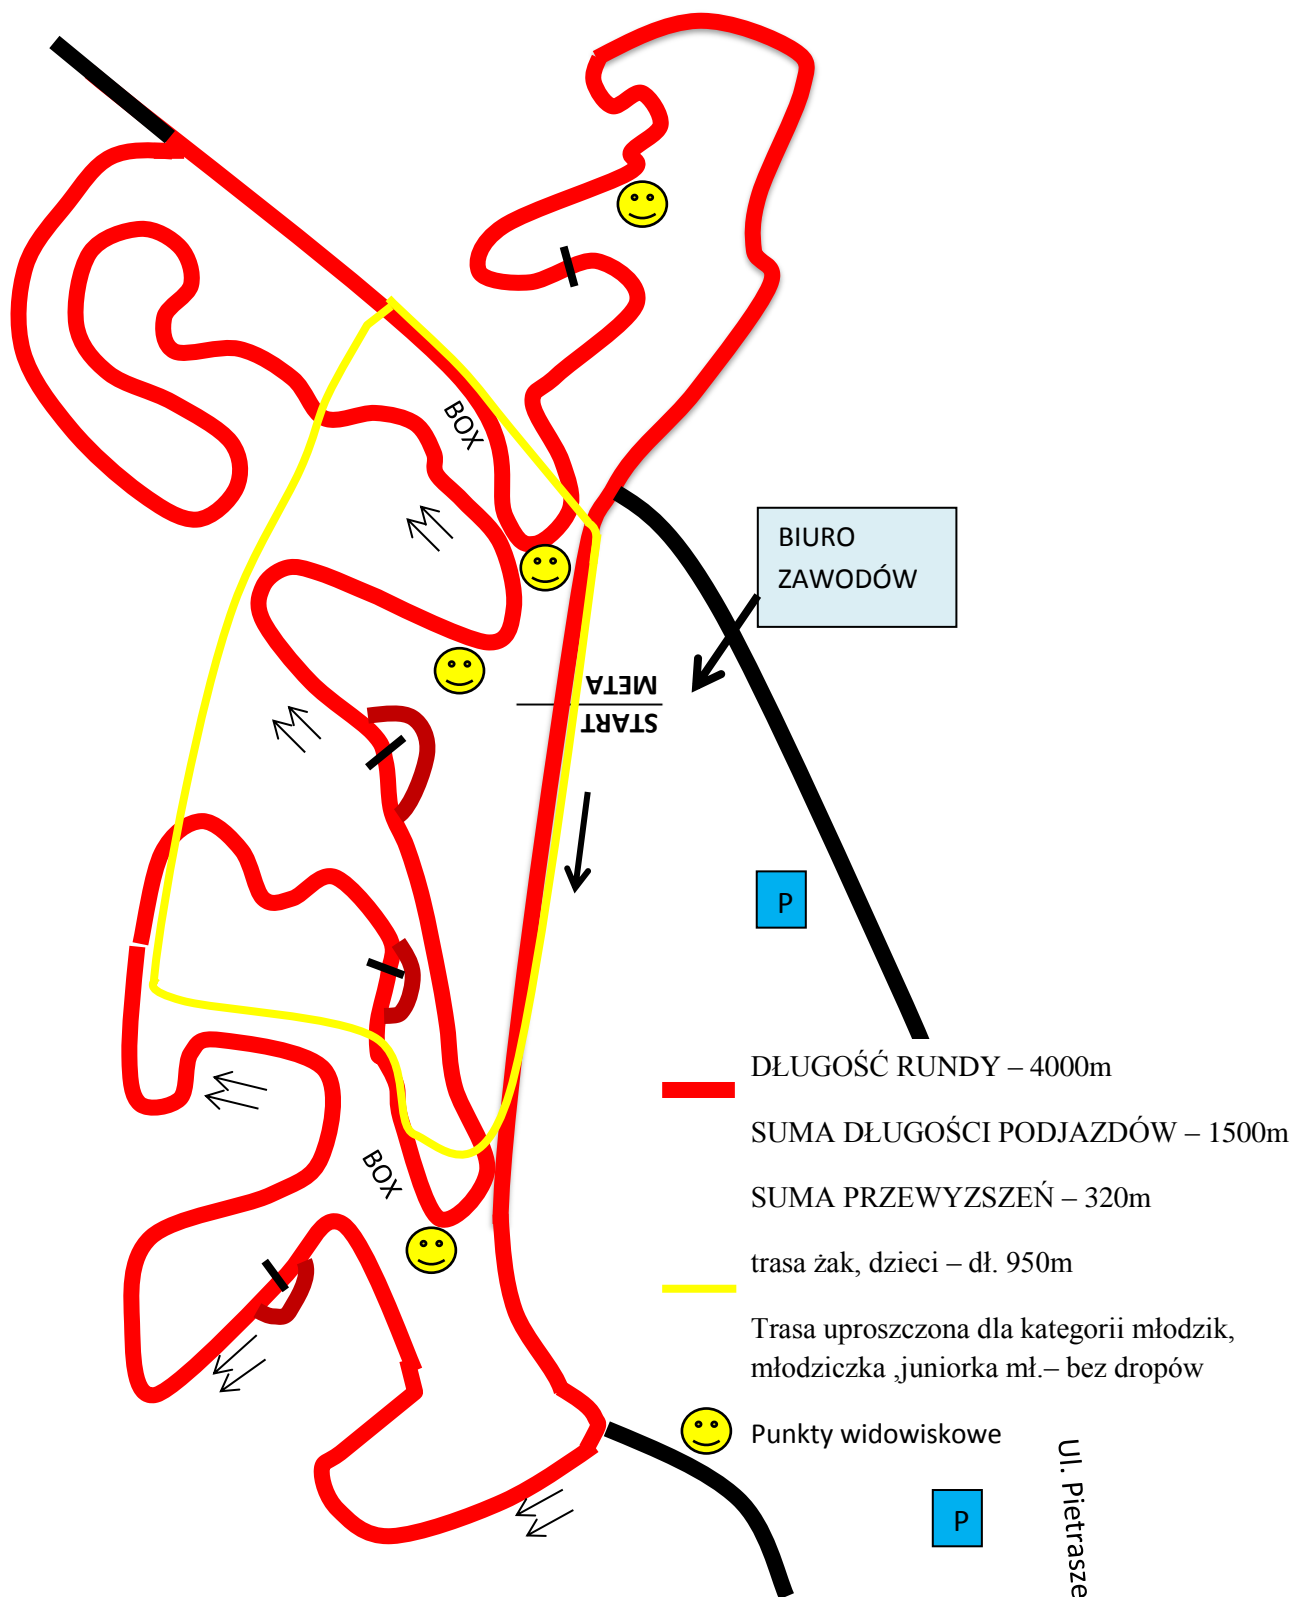 BOX
BIURO
ZAWODÓW
META
START
P
DŁUGOŚĆ RUNDY – 4000m
SUMA DŁUGOŚCI PODJAZDÓW – 1500m
BOX
SUMA PRZEWYZSZEŃ – 320m
trasa żak, dzieci – dł. 950m
Trasa uproszczona dla kategorii młodzik,
młodziczka ,juniorka mł.– bez dropów
Punkty widowiskowe
Ul. Pietrasze
P